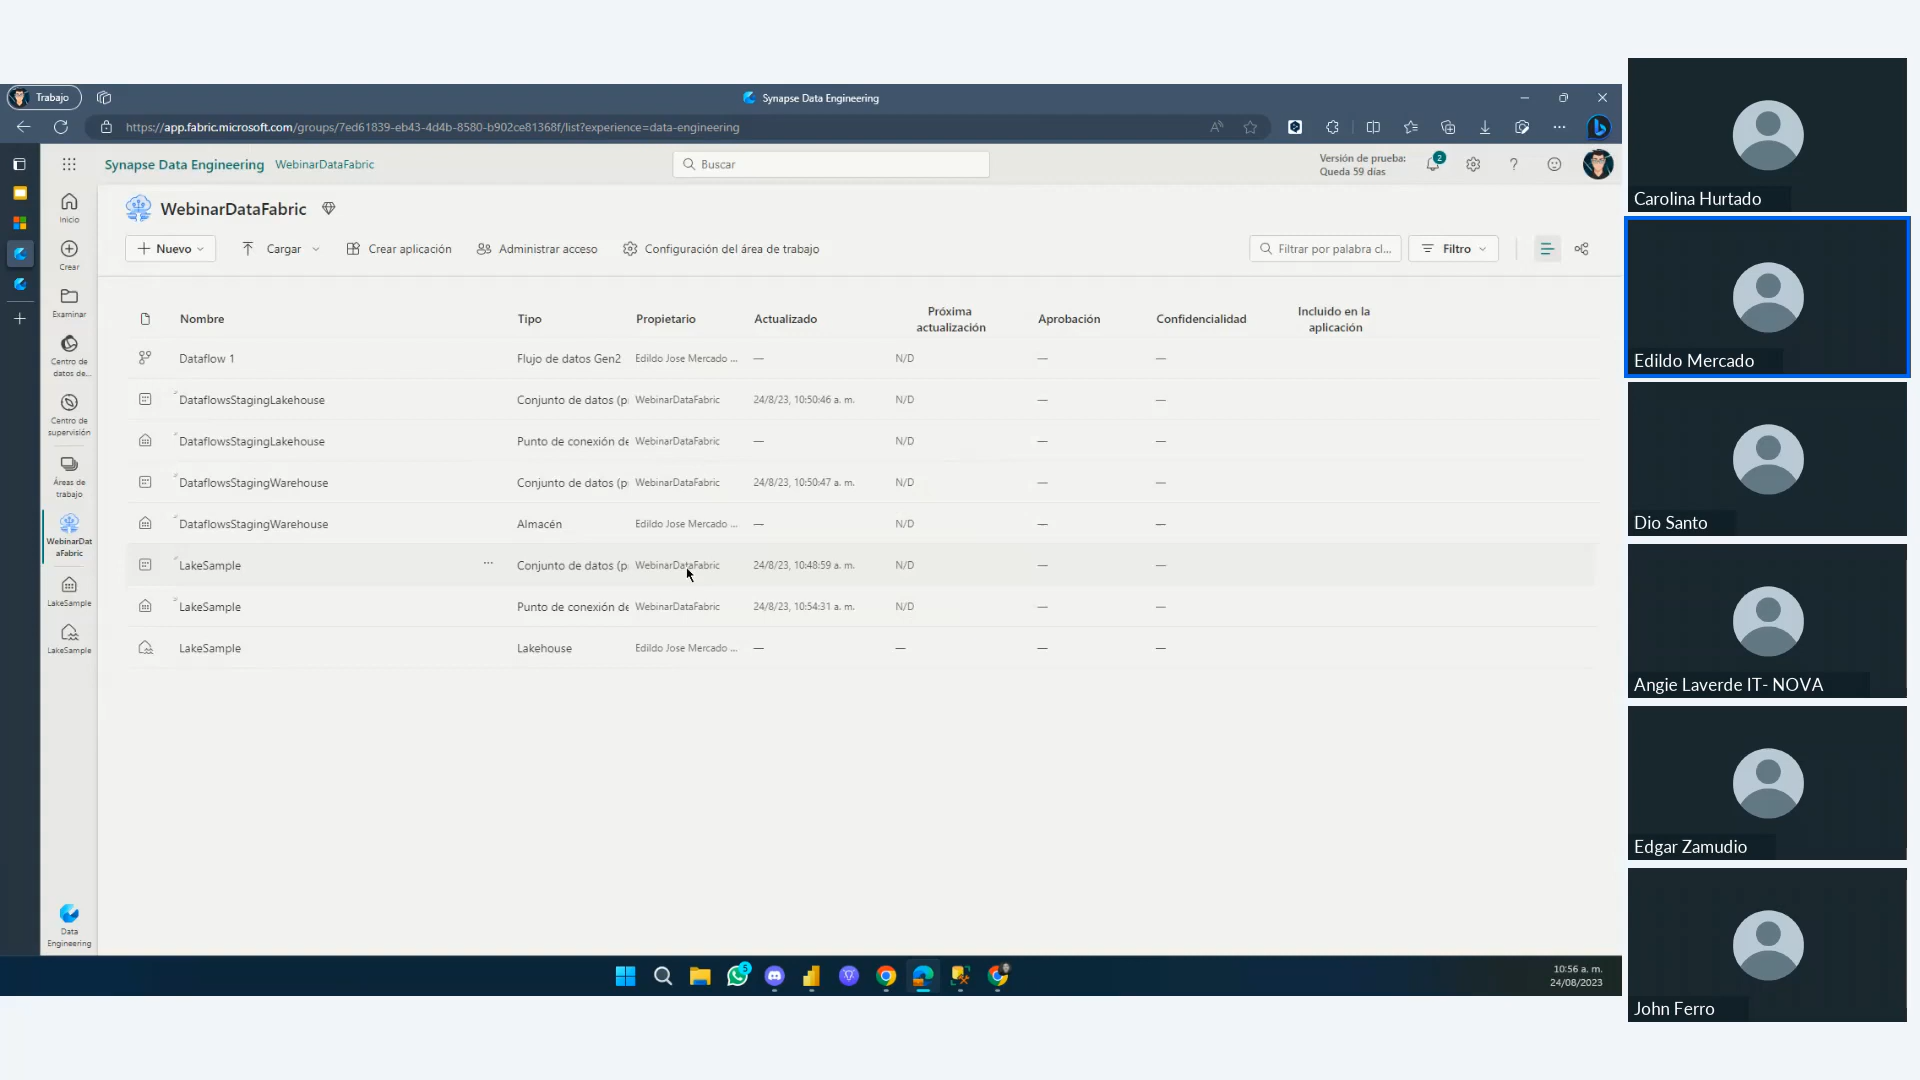 Trabajo
Synapse Data Engineering
https://app.fabric.microsoft.com/groups/7ed61839-eb43-4d4b-8580-b902ce81368f/list?experience=data-engineering
Synapse Data Engineering WebinarDataFabric
Buscar
Versión de prueba:
Queda 59 días
2
Inicio
Crear
Examinar
Centro de
datos de...
Centro de
supervisión
Áreas de
trabajo
WebinarDat
aFabric
LakeSample
LakeSample
Data
Engineering
WebinarDataFabric
Nuevo Cargar Crear aplicación Administrar acceso Configuración del área de trabajo
Filtrar por palabra cl... Filtro
Nombre Tipo Propietario Actualizado Próxima actualización Aprobación Confidencialidad Incluido en la aplicación
Dataflow 1 Flujo de datos Gen2 Edildo Jose Mercado ... — N/D — —
DataflowsStagingLakehouse Conjunto de datos (p WebinarDataFabric 24/8/23, 10:50:46 a. m. N/D — —
DataflowsStagingLakehouse Punto de conexión de WebinarDataFabric — N/D — —
DataflowsStagingWarehouse Conjunto de datos (p WebinarDataFabric 24/8/23, 10:50:47 a. m. N/D — —
DataflowsStagingWarehouse Almacén Edildo Jose Mercado ... — N/D — —
LakeSample ... Conjunto de datos (p WebinarDataFabric 24/8/23, 10:48:59 a. m. N/D — —
LakeSample Punto de conexión de WebinarDataFabric 24/8/23, 10:54:31 a. m. N/D — —
LakeSample Lakehouse Edildo Jose Mercado ... — — — —
5
10:56 a. m.
24/08/2023
Carolina Hurtado
Edildo Mercado
Dio Santo
Angie Laverde IT- NOVA
Edgar Zamudio
John Ferro